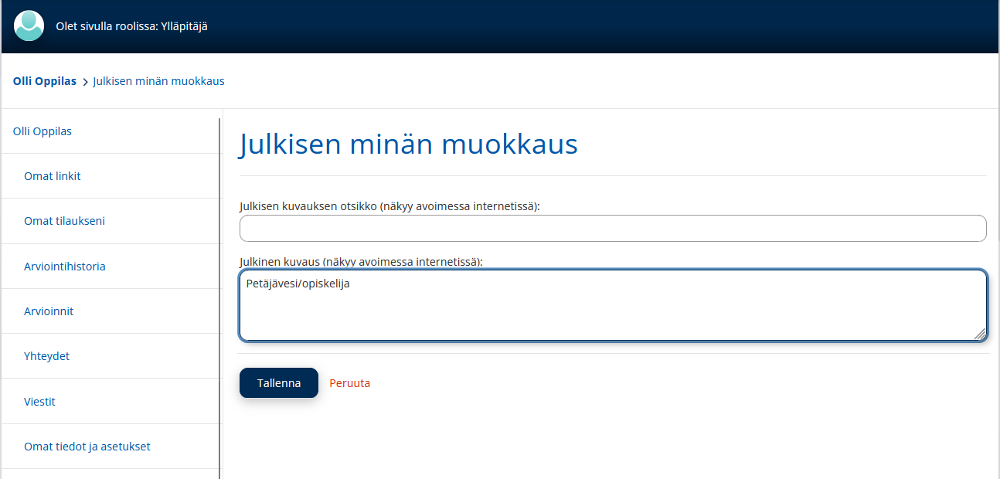 Olet sivulla roolissa: Ylläpitäjä
Olli Oppilas > Julkisen minän muokkaus
Olli Oppilas
Omat linkit
Omat tilaukseni
Arviointihistoria
Arvioinnit
Yhteydet
Viestit
Omat tiedot ja asetukset
Julkisen minän muokkaus
Julkisen kuvauksen otsikko (näkyy avoimessa internetissä):
Julkinen kuvaus (näkyy avoimessa internetissä):
Petäjävesi/opiskelija
Tallenna Peruuta